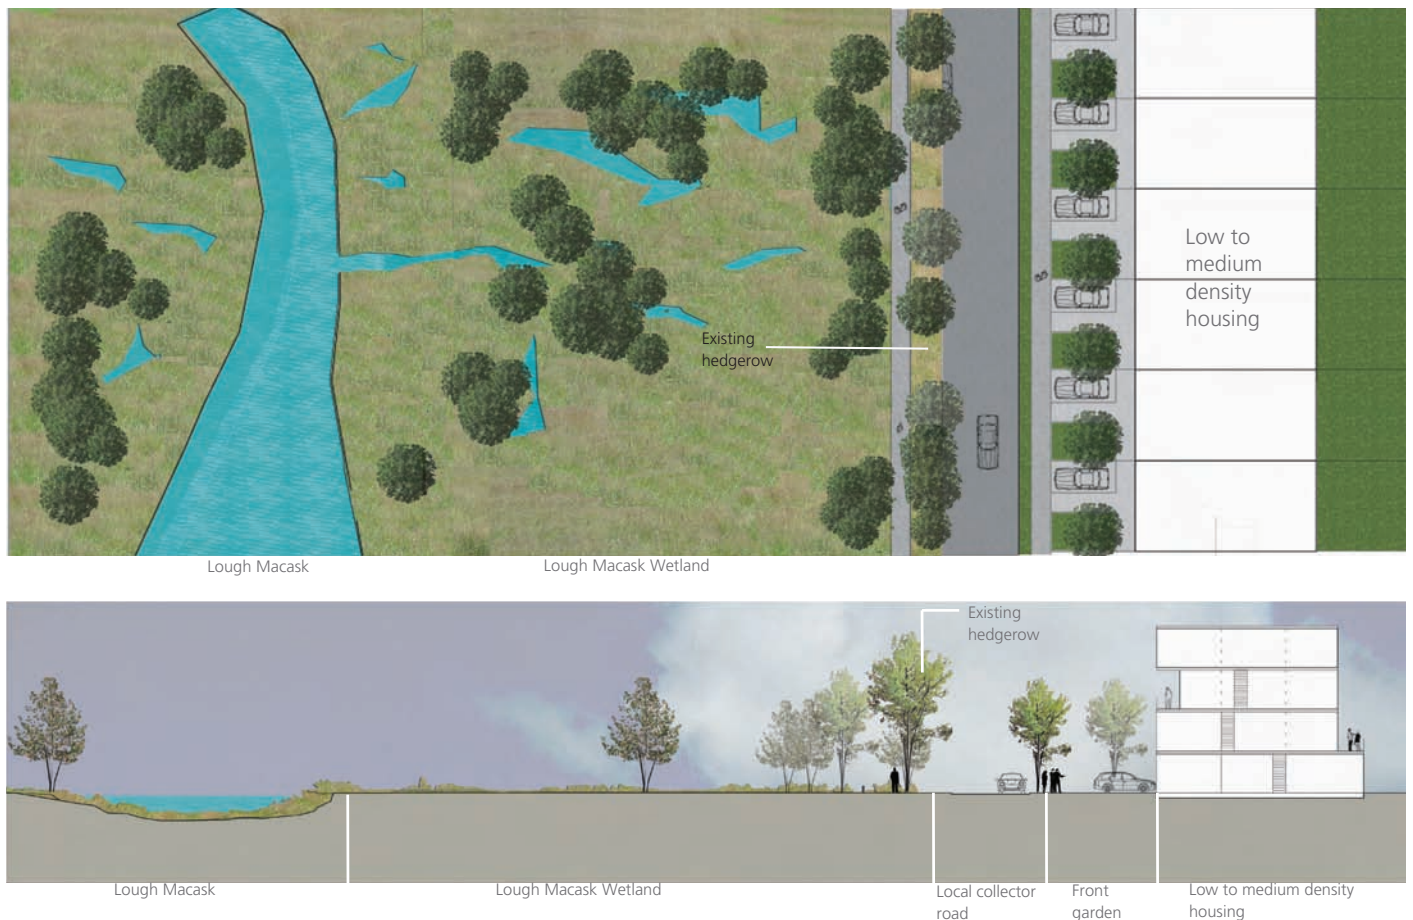 Low to
medium
density
housing
Existing
hedgerow
Lough Macask
Lough Macask Wetland
Existing
hedgerow
Lough Macask
Lough Macask Wetland
Local collector
road
Front
garden
Low to medium density
housing